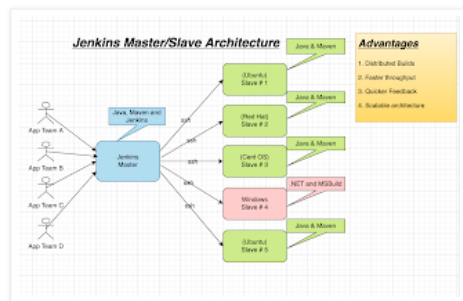 Jenkins Master/Slave Architecture
Java & Maven
Advantages
1. Distributed Builds
2. Faster throughput
3. Quicker Feedback
4. Scalable architecture
(Ubuntu)
Slave # 1
Java & Maven
App Team A
Java, Maven and
Jenkins
ssh
(Red Hat)
Slave # 2
ssh
Java & Maven
App Team B
Jenkins
Master
ssh
(Cent OS)
Slave # 3
App Team C
ssh
.NET and MSBuild
Windows
Slave # 4
ssh
Java & Maven
App Team D
(Ubuntu)
Slave # 5